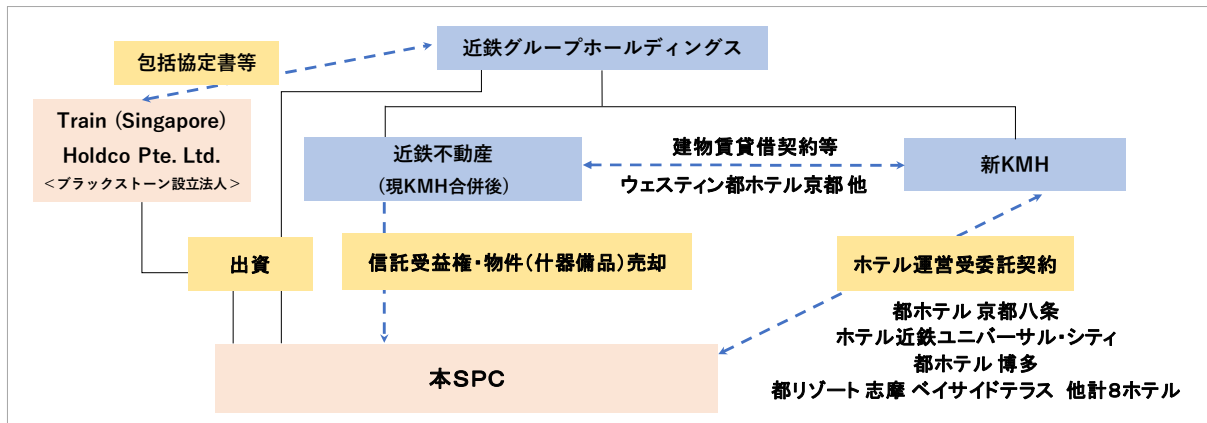 近鉄グループホールディングス
包括協定書等
Train (Singapore)
Holdco Pte. Ltd.
<ブラックストーン設立法人>
近鉄不動産
(現KMH合併後)
建物賃貸借契約等
ウェスティン都ホテル京都 他
新KMH
出資
信託受益権・物件(什器備品)売却
ホテル運営受委託契約
都ホテル 京都八条
ホテル近鉄ユニバーサル・シティ
都ホテル 博多
都リゾート 志摩 ベイサイドテラス 他計8ホテル
本SPC